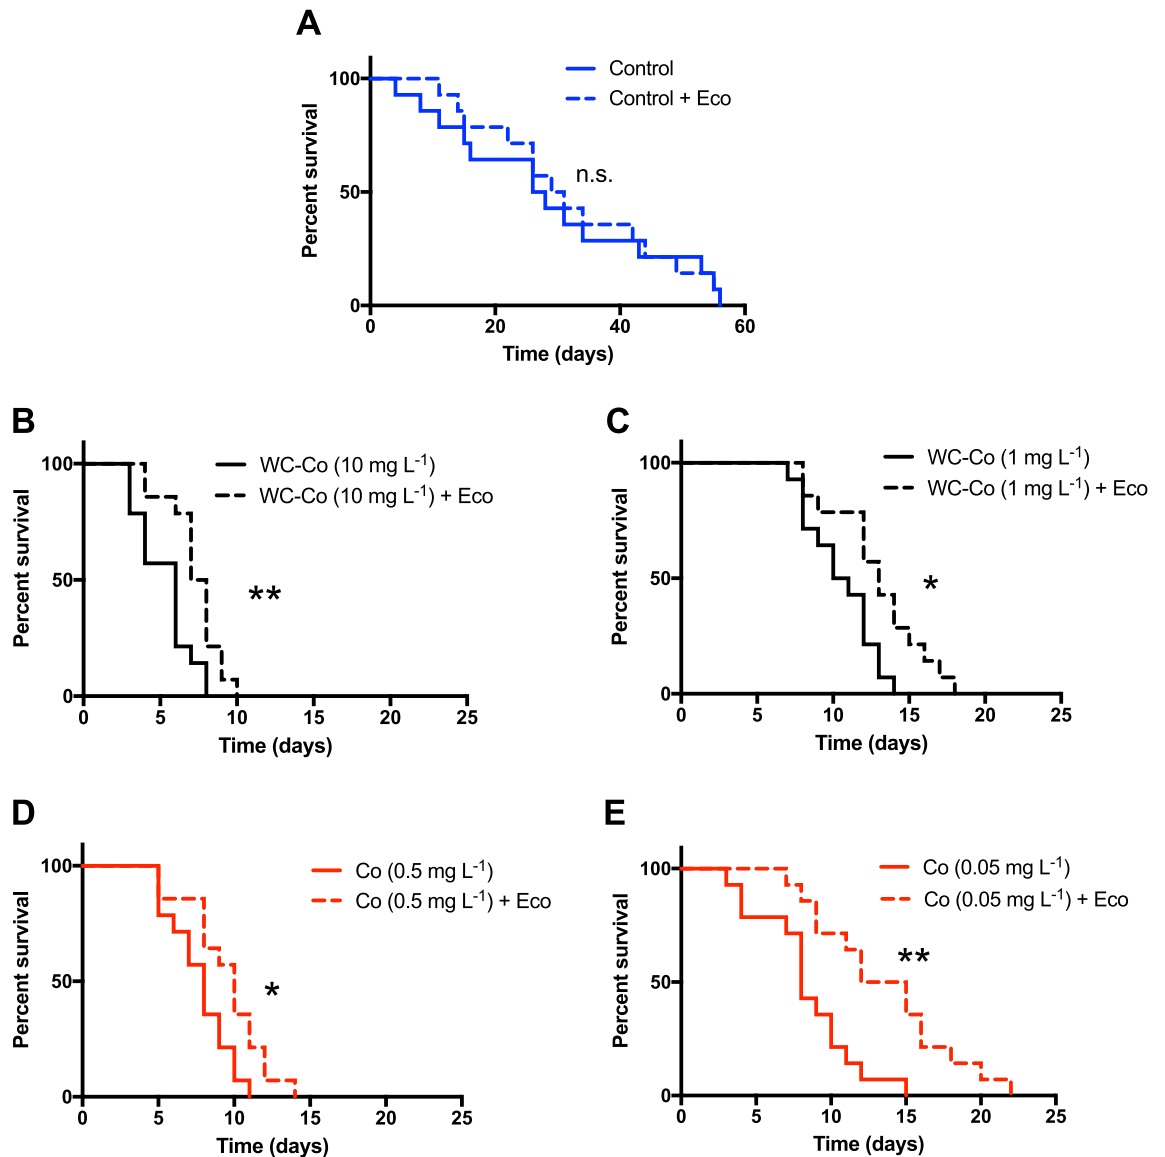 A
Control
Control + Eco
n.s.
Percent survival
100
50
0
0 20 40 60
Time (days)
B
WC-Co (10 mg L⁻¹)
WC-Co (10 mg L⁻¹) + Eco
**
Percent survival
100
50
0
0 5 10 15 20 25
Time (days)
C
WC-Co (1 mg L⁻¹)
WC-Co (1 mg L⁻¹) + Eco
*
Percent survival
100
50
0
0 5 10 15 20 25
Time (days)
D
Co (0.5 mg L⁻¹)
Co (0.5 mg L⁻¹) + Eco
*
Percent survival
100
50
0
0 5 10 15 20 25
Time (days)
E
Co (0.05 mg L⁻¹)
Co (0.05 mg L⁻¹) + Eco
**
Percent survival
100
50
0
0 5 10 15 20 25
Time (days)